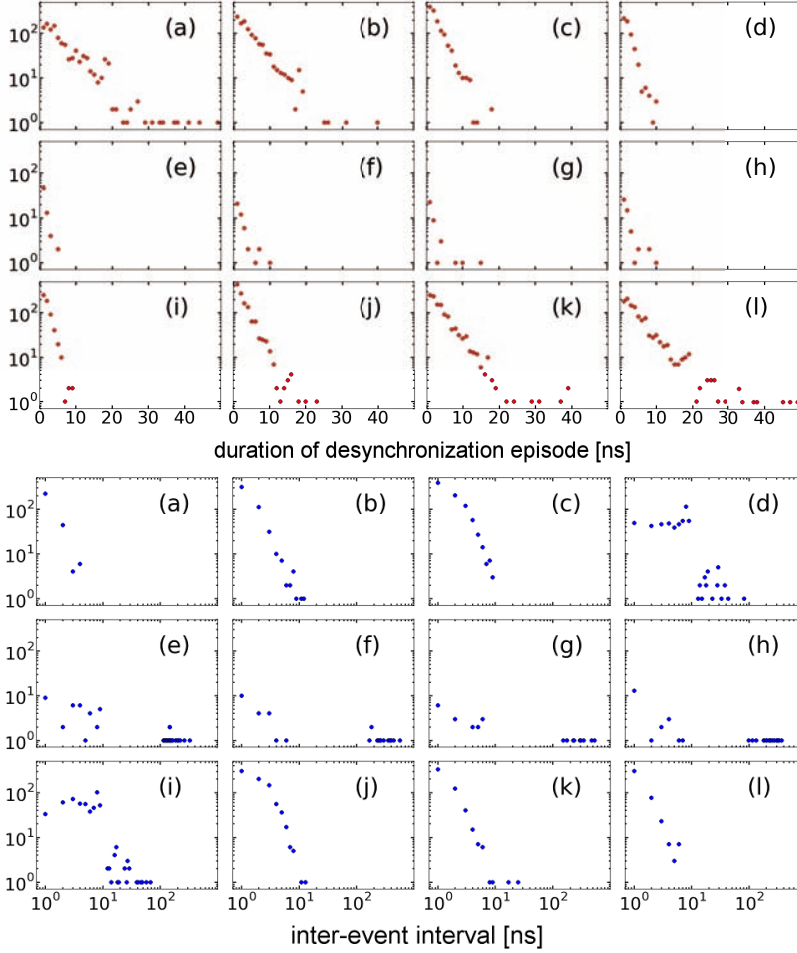 (a) (b) (c) (d)
10² 10¹ 10⁰
(e) (f) (g) (h)
10² 10¹ 10⁰
(i) (j) (k) (l)
10² 10¹ 10⁰
0 10 20 30 40 0 10 20 30 40 0 10 20 30 40 0 10 20 30 40 50
duration of desynchronization episode [ns]
(a) (b) (c) (d)
10² 10¹ 10⁰
(e) (f) (g) (h)
10² 10¹ 10⁰
(i) (j) (k) (l)
10² 10¹ 10⁰
10⁰ 10¹ 10² 10⁰ 10¹ 10² 10⁰ 10¹ 10² 10⁰ 10¹ 10²
inter-event interval [ns]